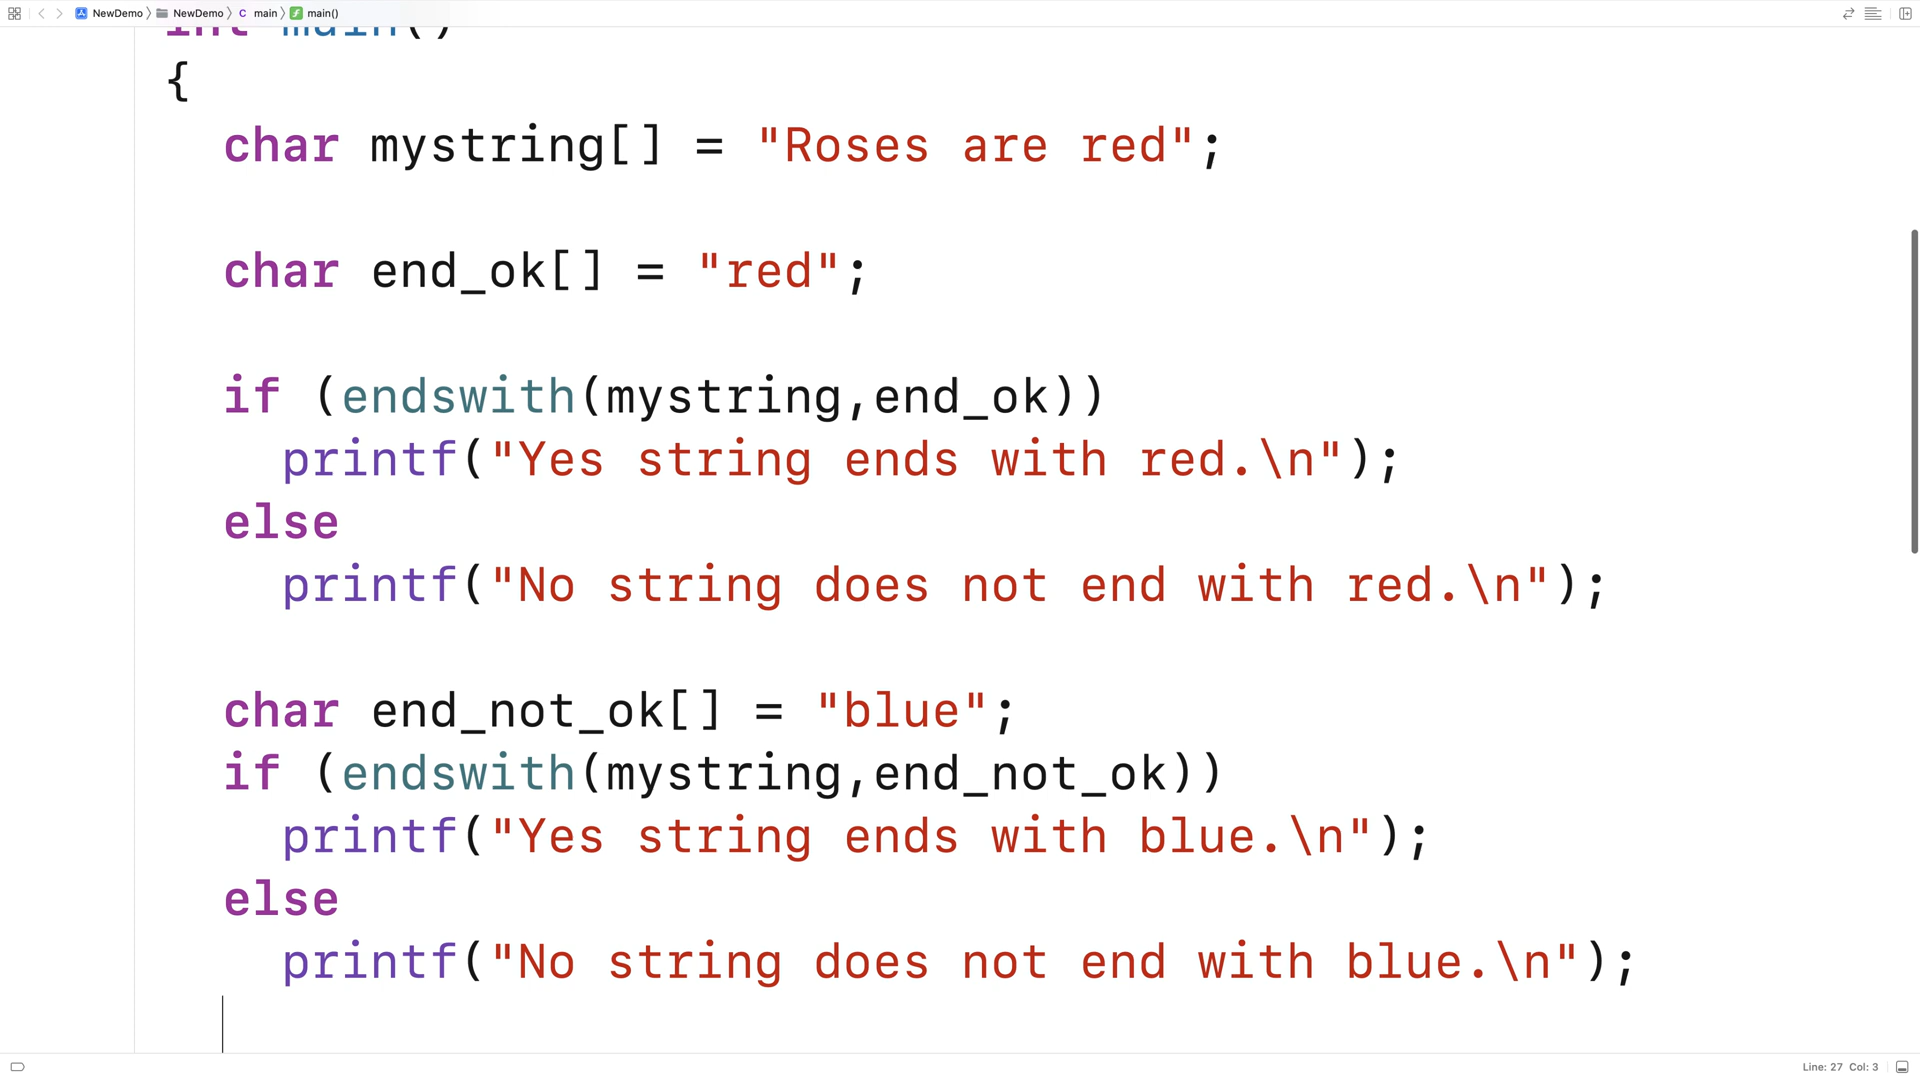 NewDemo 〉 NewDemo 〉 C main 〉 f main()
int main()
{
char mystring[] = "Roses are red";
char end_ok[] = "red";
if (endswith(mystring,end_ok))
printf("Yes string ends with red.\n");
else
printf("No string does not end with red.\n");
char end_not_ok[] = "blue";
if (endswith(mystring,end_not_ok))
printf("Yes string ends with blue.\n");
else
printf("No string does not end with blue.\n");
Line: 27 Col: 3